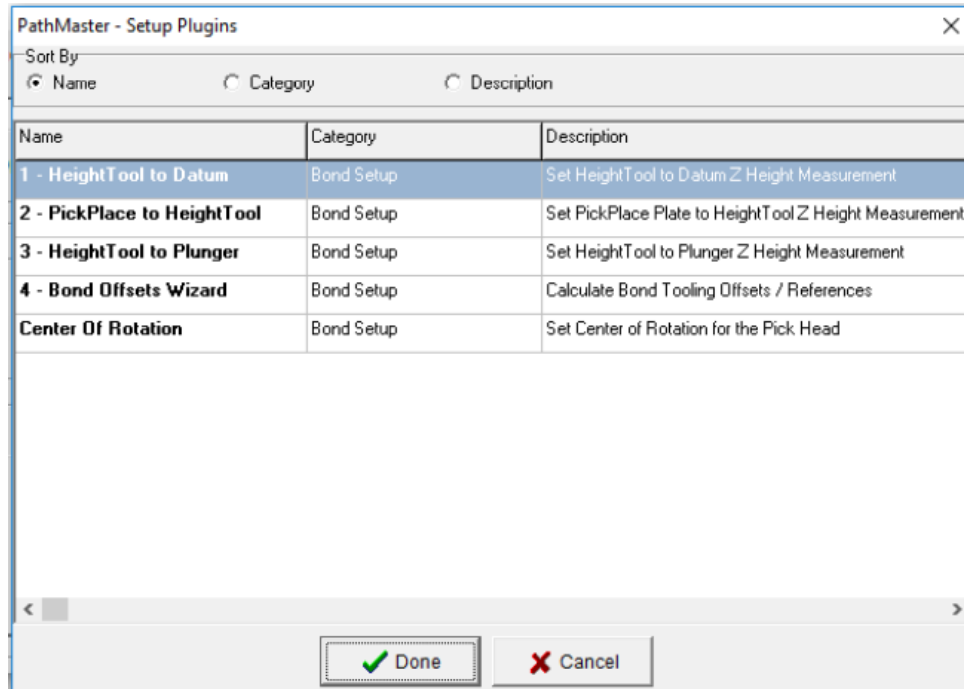 PathMaster - Setup Plugins
Sort By
Name Category Description
Name Category Description
1 - HeightTool to Datum Bond Setup Set HeightTool to Datum Z Height Measurement
2 - PickPlace to HeightTool Bond Setup Set PickPlace Plate to HeightTool Z Height Measurement
3 - HeightTool to Plunger Bond Setup Set HeightTool to Plunger Z Height Measurement
4 - Bond Offsets Wizard Bond Setup Calculate Bond Tooling Offsets / References
Center Of Rotation Bond Setup Set Center of Rotation for the Pick Head
Done Cancel